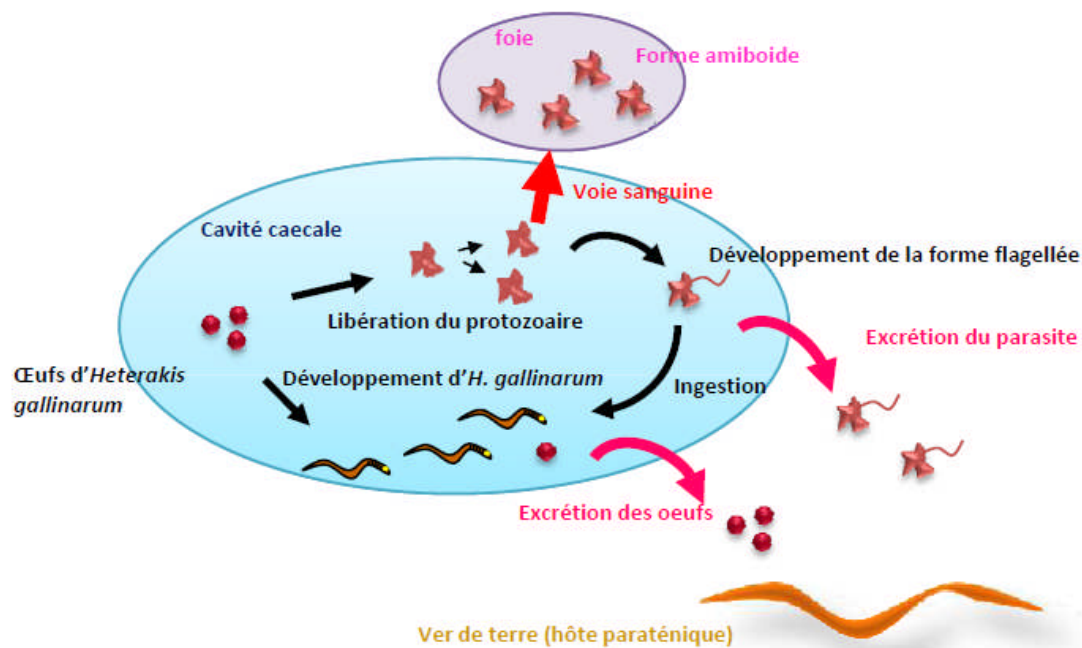 foie
Forme amiboide
Voie sanguine
Cavité caecale
Développement de la forme flagellée
Libération du protozoaire
Excrétion du parasite
Œufs d'Heterakis
gallinarum
Développement d'H. gallinarum
Ingestion
Excrétion des oeufs
Ver de terre (hôte paraténique)